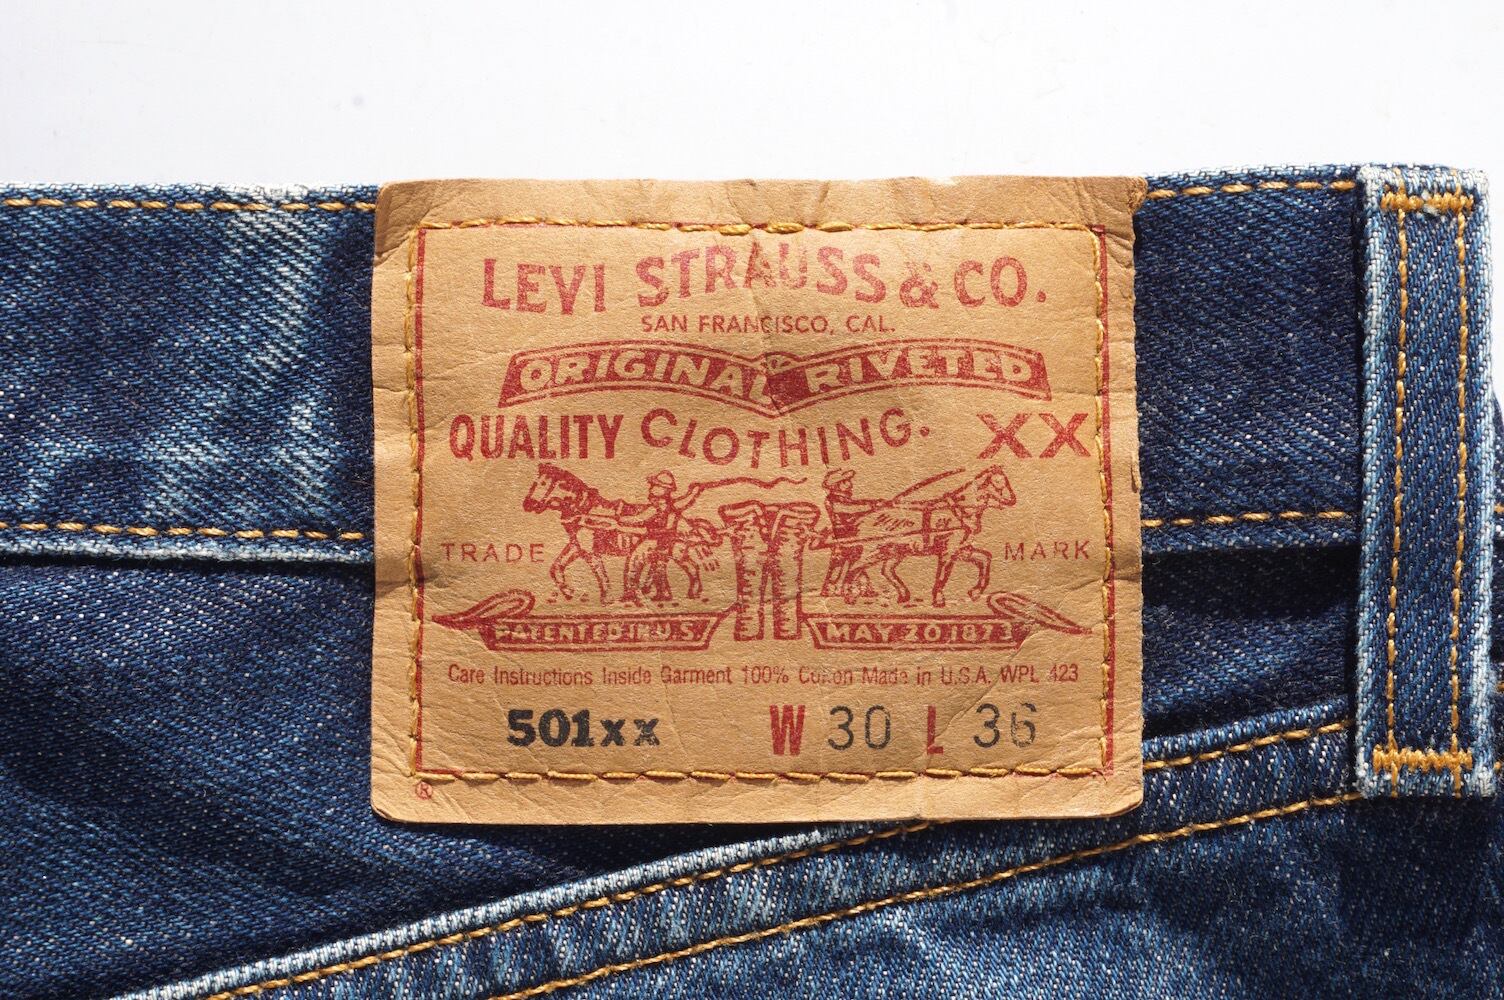 LEVI STRAUSS & CO.
SAN FRANCISCO, CAL.
ORIGINAL RIVETED
QUALITY CLOTHING. XX
TRADE MARK
PATENTED IN U.S. MAY 20 1873
Care Instructions Inside Garment 100% Cotton Made in U.S.A. WPL 423
501xx W 30 L 36
®